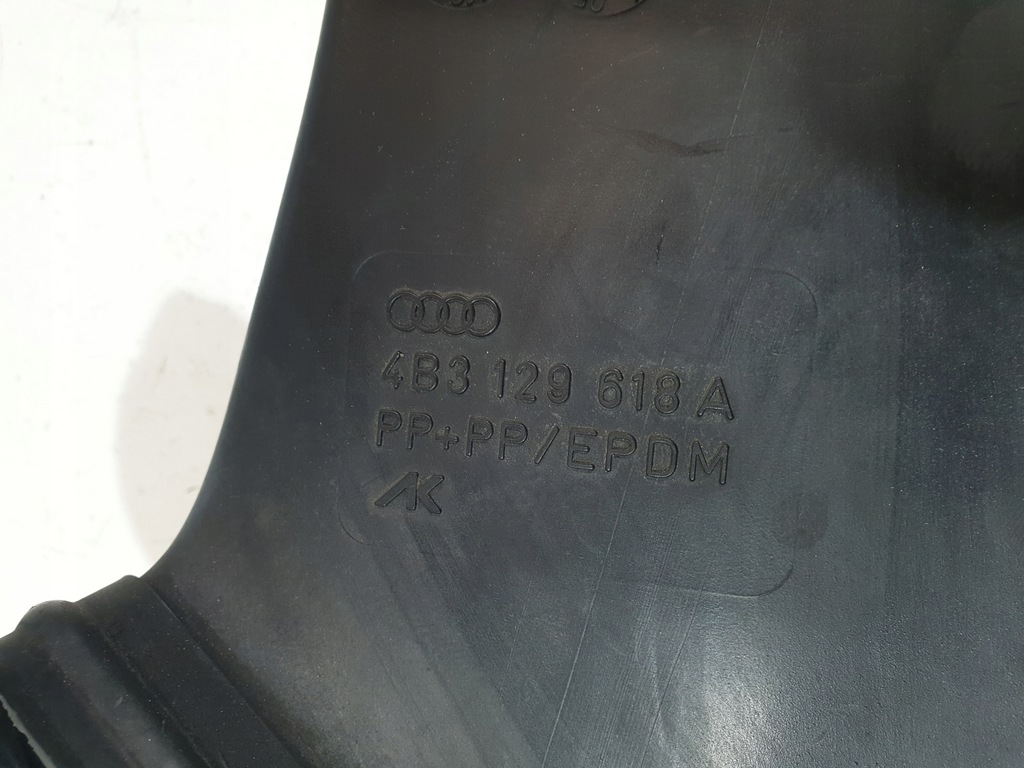 4B3 129 618 A
PP+PP/EPDM
AK